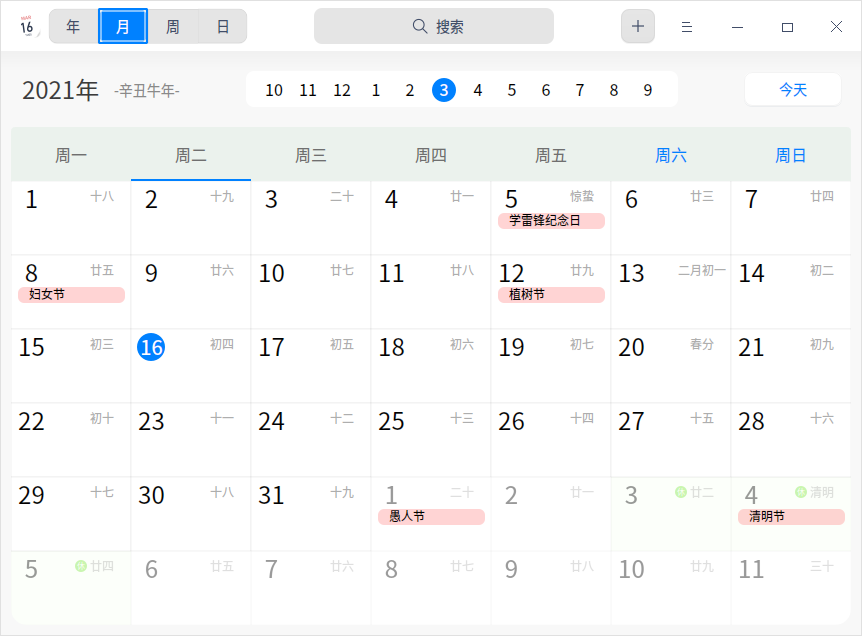 16 年 月 周 日 搜索
2021年 -辛丑牛年- 10 11 12 1 2 3 4 5 6 7 8 9 今天
周一 周二 周三 周四 周五 周六 周日
1 十八 2 十九 3 二十 4 廿一 5 惊蛰 6 廿三 7 廿四
学雷锋纪念日
8 廿五 9 廿六 10 廿七 11 廿八 12 廿九 13 二月初一 14 初二
妇女节 植树节
15 初三 16 初四 17 初五 18 初六 19 初七 20 春分 21 初九
22 初十 23 十一 24 十二 25 十三 26 十四 27 十五 28 十六
29 十七 30 十八 31 十九 1 二十 2 廿一 3 休 廿二 4 休 清明
愚人节 清明节
5 休 廿四 6 廿五 7 廿六 8 廿七 9 廿八 10 廿九 11 三十